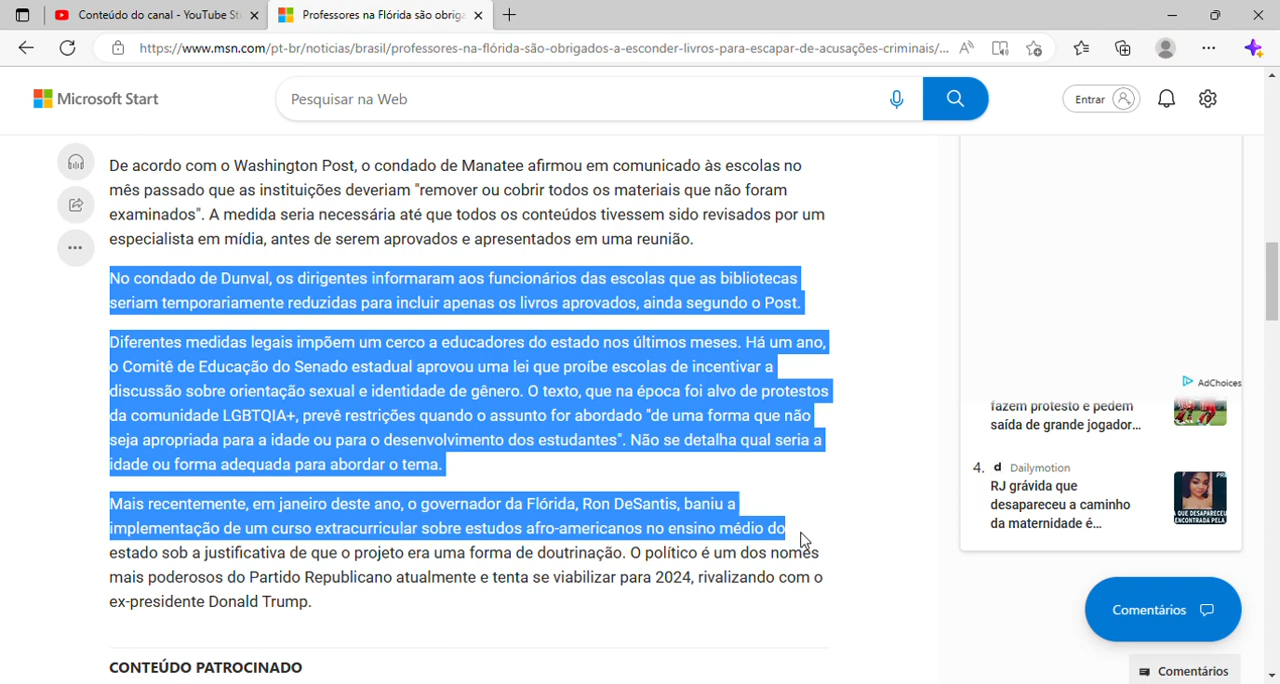 Conteúdo do canal - YouTube St
Professores na Flórida são obriga
https://www.msn.com/pt-br/noticias/brasil/professores-na-flórida-são-obrigados-a-esconder-livros-para-escapar-de-acusações-criminais/...
Microsoft Start
Pesquisar na Web
Entrar
De acordo com o Washington Post, o condado de Manatee afirmou em comunicado às escolas no
mês passado que as instituições deveriam "remover ou cobrir todos os materiais que não foram
examinados". A medida seria necessária até que todos os conteúdos tivessem sido revisados por um
especialista em mídia, antes de serem aprovados e apresentados em uma reunião.
No condado de Dunval, os dirigentes informaram aos funcionários das escolas que as bibliotecas
seriam temporariamente reduzidas para incluir apenas os livros aprovados, ainda segundo o Post.
Diferentes medidas legais impõem um cerco a educadores do estado nos últimos meses. Há um ano,
o Comitê de Educação do Senado estadual aprovou uma lei que proíbe escolas de incentivar a
discussão sobre orientação sexual e identidade de gênero. O texto, que na época foi alvo de protestos
da comunidade LGBTQIA+, prevê restrições quando o assunto for abordado "de uma forma que não
seja apropriada para a idade ou para o desenvolvimento dos estudantes". Não se detalha qual seria a
idade ou forma adequada para abordar o tema.
Mais recentemente, em janeiro deste ano, o governador da Flórida, Ron DeSantis, baniu a
implementação de um curso extracurricular sobre estudos afro-americanos no ensino médio do
estado sob a justificativa de que o projeto era uma forma de doutrinação. O político é um dos nomes
mais poderosos do Partido Republicano atualmente e tenta se viabilizar para 2024, rivalizando com o
ex-presidente Donald Trump.
CONTEÚDO PATROCINADO
AdChoices
fazem protesto e pedem
saída de grande jogador...
4. d Dailymotion
RJ grávida que
desapareceu a caminho
da maternidade é...
Comentários
Comentários